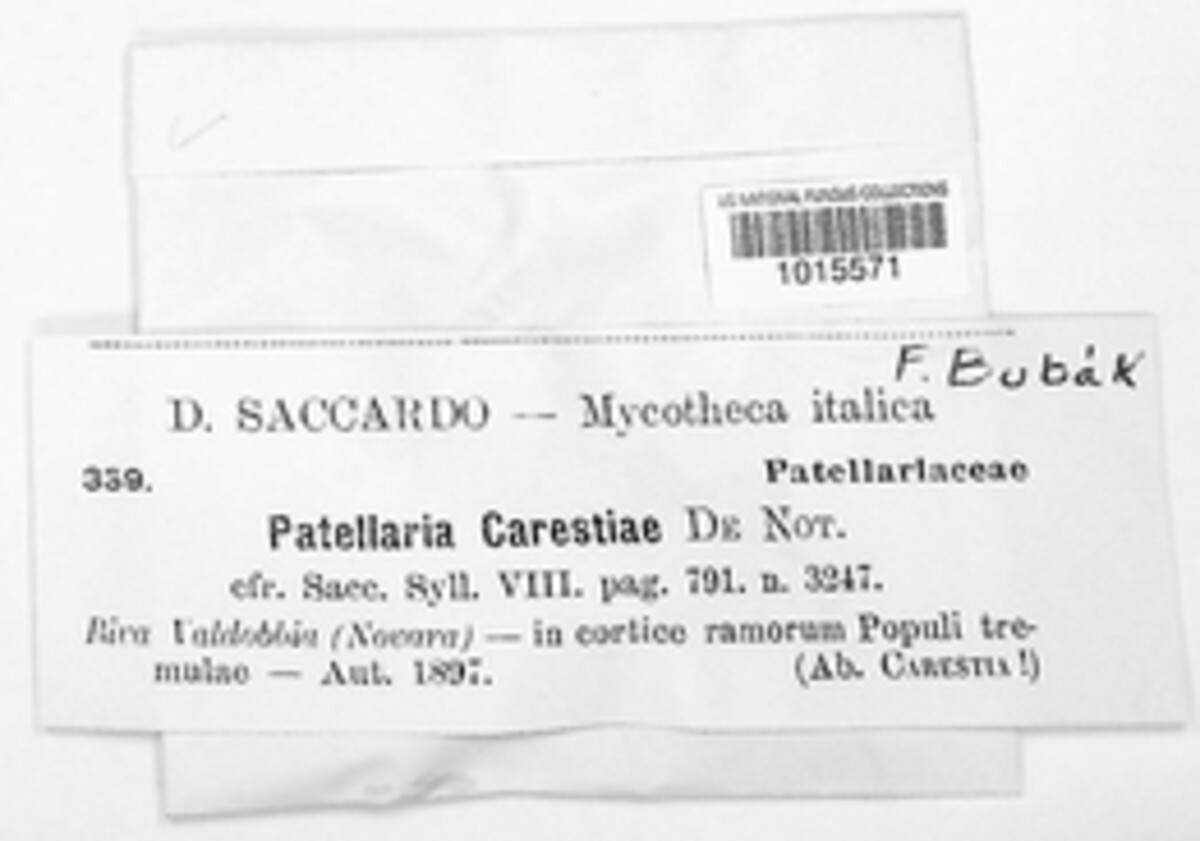 US NATIONAL FUNGUS COLLECTIONS
1015571
F. Bubák
D. SACCARDO — Mycotheca italica
359.
Patellariaceae
Patellaria Carestiae DE NOT.
cfr. Sacc. Syll. VIII. pag. 791. n. 3247.
Riva Valdobbia (Novara) — in cortice ramorum Populi tre-
mulae — Aut. 1897.
(Ab. CARESTIA !)